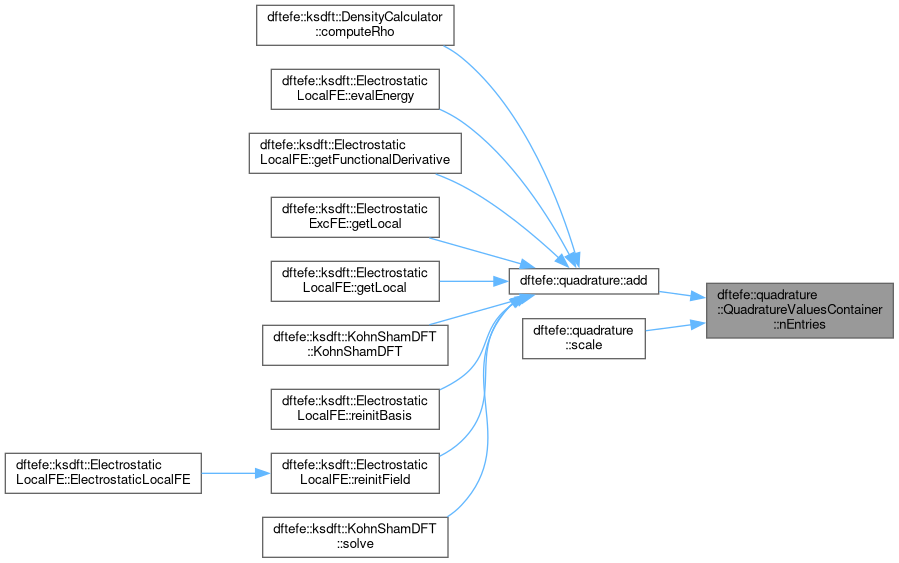 dftefe::ksdft::DensityCalculator
::computeRho
dftefe::ksdft::Electrostatic
LocalFE::evalEnergy
dftefe::ksdft::Electrostatic
LocalFE::getFunctionalDerivative
dftefe::ksdft::Electrostatic
ExcFE::getLocal
dftefe::ksdft::Electrostatic
LocalFE::getLocal
dftefe::quadrature::add
dftefe::quadrature
::QuadratureValuesContainer
::nEntries
dftefe::ksdft::KohnShamDFT
::KohnShamDFT
dftefe::quadrature
::scale
dftefe::ksdft::Electrostatic
LocalFE::reinitBasis
dftefe::ksdft::Electrostatic
LocalFE::ElectrostaticLocalFE
dftefe::ksdft::Electrostatic
LocalFE::reinitField
dftefe::ksdft::KohnShamDFT
::solve